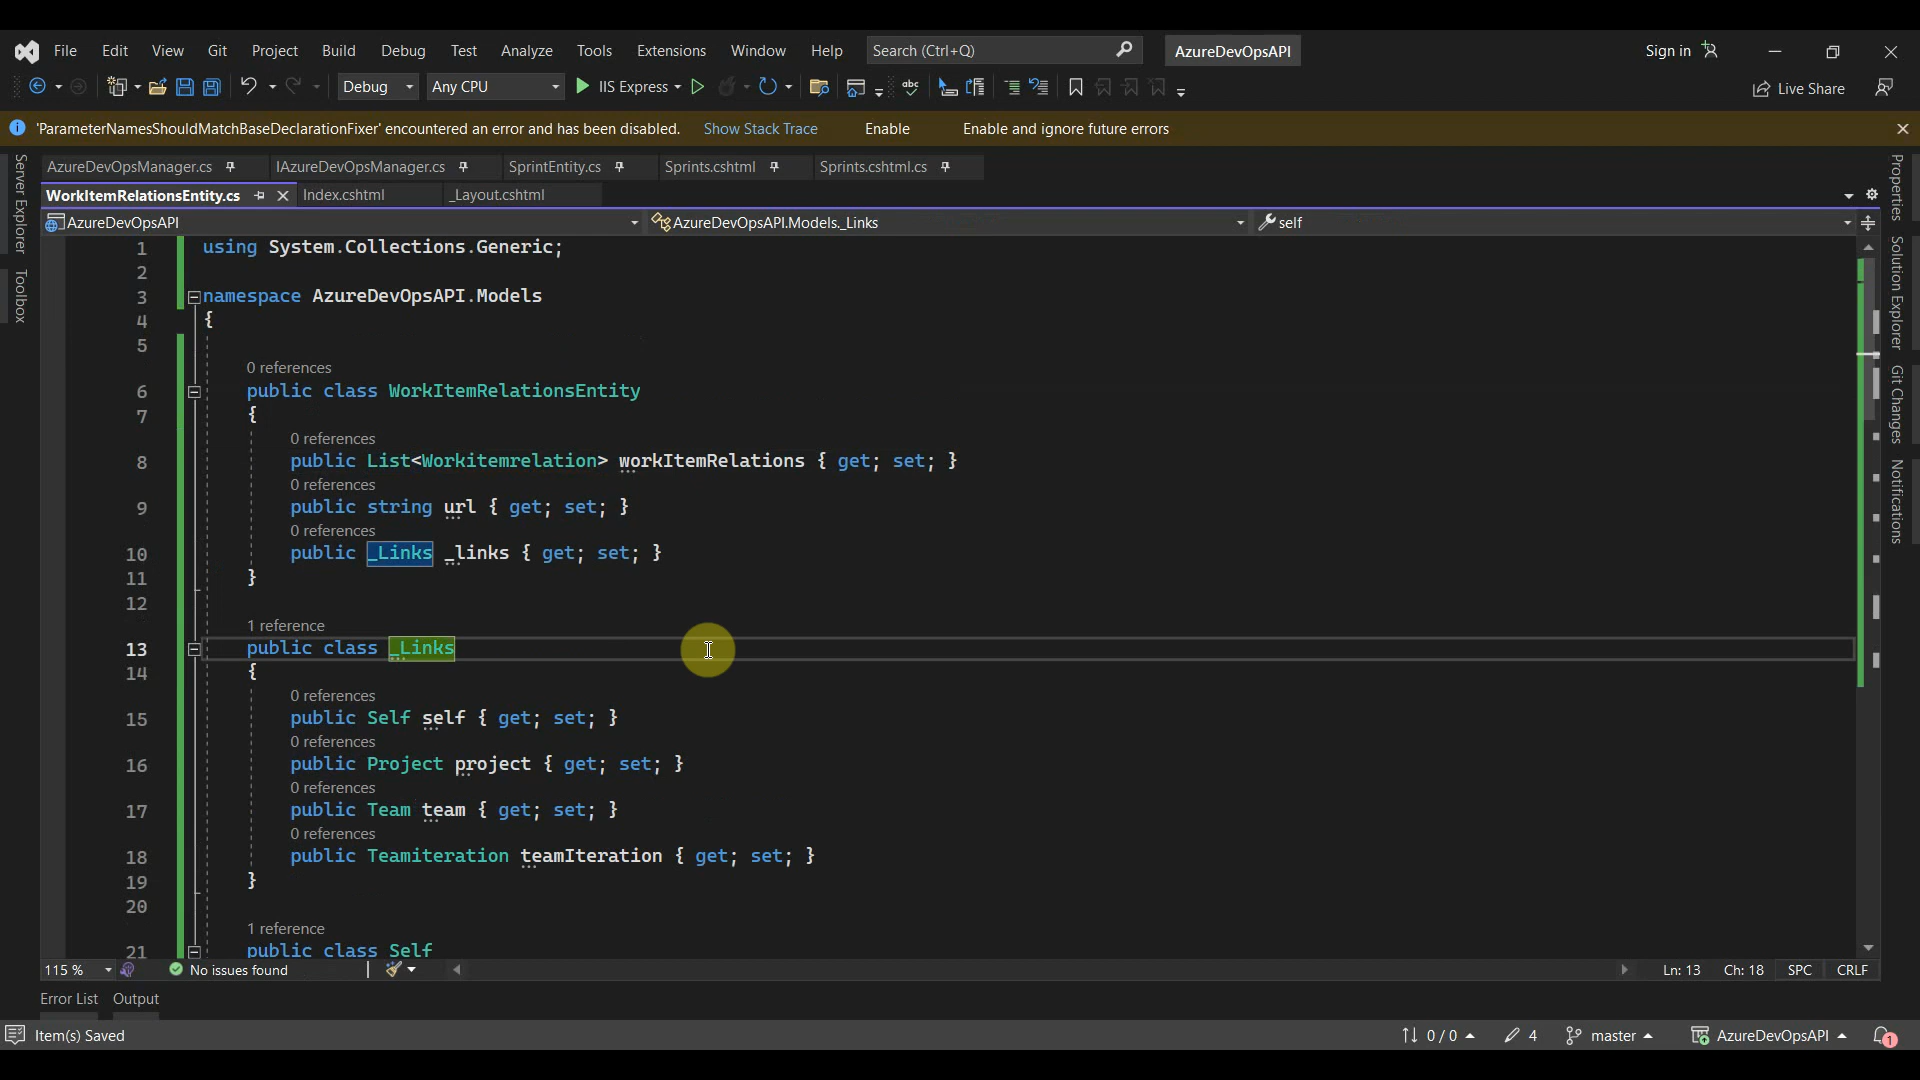 File Edit View Git Project Build Debug Test Analyze Tools Extensions Window Help Search (Ctrl+Q) AzureDevOpsAPI Sign in
Debug Any CPU IIS Express abc Live Share
'ParameterNamesShouldMatchBaseDeclarationFixer' encountered an error and has been disabled. Show Stack Trace Enable Enable and ignore future errors
AzureDevOpsManager.cs IAzureDevOpsManager.cs SprintEntity.cs Sprints.cshtml Sprints.cshtml.cs
WorkItemRelationsEntity.cs Index.cshtml _Layout.cshtml
AzureDevOpsAPI AzureDevOpsAPI.Models._Links self
Server Explorer
Toolbox
1 using System.Collections.Generic;
2
3 namespace AzureDevOpsAPI.Models
4 {
5
0 references
6 public class WorkItemRelationsEntity
7 {
0 references
8 public List<Workitemrelation> workItemRelations { get; set; }
0 references
9 public string url { get; set; }
0 references
10 public _Links _links { get; set; }
11 }
12
1 reference
13 public class _Links
14 {
0 references
15 public Self self { get; set; }
0 references
16 public Project project { get; set; }
0 references
17 public Team team { get; set; }
0 references
18 public Teamiteration teamIteration { get; set; }
19 }
20
1 reference
21 public class Self
Properties
Solution Explorer
Git Changes
Notifications
115 % No issues found Ln: 13 Ch: 18 SPC CRLF
Error List Output
Item(s) Saved 0 / 0 4 master AzureDevOpsAPI 1